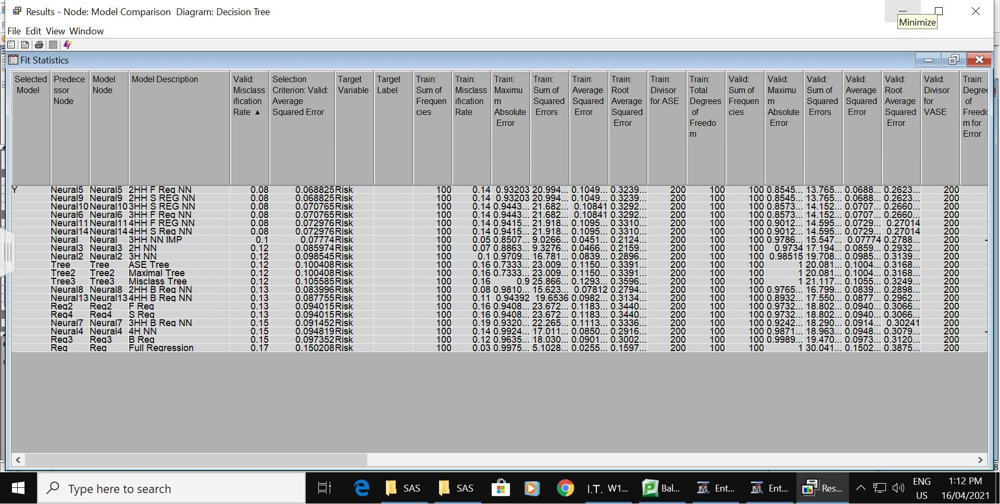 Results - Node: Model Comparison Diagram: Decision Tree
Minimize
File Edit View Window
Fit Statistics
Selected Model | Predece ssor Node | Model Node | Model Description | Valid: Misclass ification Rate ▲ | Selection Criterion: Valid: Average Squared Error | Target Variable | Target Label | Train: Sum of Frequen cies | Train: Misclass ification Rate | Train: Maximu m Absolute Error | Train: Sum of Squared Errors | Train: Average Squared Error | Train: Root Average Squared Error | Train: Divisor for ASE | Train: Total Degrees of Freedo m | Valid: Sum of Frequen cies | Valid: Maximu m Absolute Error | Valid: Sum of Squared Errors | Valid: Average Squared Error | Valid: Root Average Squared Error | Valid: Divisor for VASE | Train: Degree of Freedo m for Error
Y Neural5 Neural5 2HH F Reg NN 0.08 0.068825 Risk 100 0.14 0.93203 20.994... 0.1049... 0.3239... 200 100 100 0.8545... 13.765... 0.0688... 0.2623... 200
Neural9 Neural9 2HH S REG NN 0.08 0.068825 Risk 100 0.14 0.93203 20.994... 0.1049... 0.3239... 200 100 100 0.8545... 13.765... 0.0688... 0.2623... 200
Neural10 Neural10 3HH S REG NN 0.08 0.070765 Risk 100 0.14 0.9443... 21.682... 0.10841 0.3292... 200 100 100 0.8573... 14.152... 0.0707... 0.2660... 200
Neural6 Neural6 3HH F Reg NN 0.08 0.070765 Risk 100 0.14 0.9443... 21.682... 0.10841 0.3292... 200 100 100 0.8573... 14.152... 0.0707... 0.2660... 200
Neural11 Neural11 4HH F REG NN 0.08 0.072976 Risk 100 0.14 0.9415... 21.918... 0.1095... 0.3310... 200 100 100 0.9012... 14.595... 0.0729... 0.27014 200
Neural14 Neural14 4HH S Reg NN 0.08 0.072976 Risk 100 0.14 0.9415... 21.918... 0.1095... 0.3310... 200 100 100 0.9012... 14.595... 0.0729... 0.27014 200
Neural Neural 3HH NN IMP 0.1 0.07774 Risk 100 0.05 0.8507... 9.0266... 0.0451... 0.2124... 200 100 100 0.9786... 15.547... 0.07774 0.2788... 200 -
Neural3 Neural3 2H NN 0.12 0.085974 Risk 100 0.07 0.8863... 9.3276... 0.0466... 0.2159... 200 100 100 0.9734 17.194... 0.0859... 0.2932... 200
Neural2 Neural2 3H NN 0.12 0.098545 Risk 100 0.1 0.9709... 16.781... 0.0839... 0.2896... 200 100 100 0.98515 19.708... 0.0985... 0.3139... 200
Tree Tree ASE Tree 0.12 0.100408 Risk 100 0.16 0.7333... 23.009... 0.1150... 0.3391... 200 100 100 1 20.081... 0.1004... 0.3168... 200
Tree2 Tree2 Maximal Tree 0.12 0.100408 Risk 100 0.16 0.7333... 23.009... 0.1150... 0.3391... 200 100 100 1 20.081... 0.1004... 0.3168... 200
Tree3 Tree3 Misclass Tree 0.12 0.105585 Risk 100 0.16 0.9 25.866... 0.1293... 0.3596... 200 100 100 1 21.117... 0.1055... 0.3249... 200
Neural8 Neural8 2HH B Reg NN 0.13 0.083996 Risk 100 0.08 0.9810... 15.623... 0.07812 0.2794... 200 100 100 0.9765... 16.799... 0.0839... 0.2898... 200
Neural13 Neural13 4HH B Reg NN 0.13 0.087755 Risk 100 0.11 0.94392 19.6536 0.0982... 0.3134... 200 100 100 0.8932... 17.550... 0.0877... 0.2962... 200
Reg2 Reg2 F Reg 0.13 0.094015 Risk 100 0.16 0.9408... 23.672... 0.1183... 0.3440... 200 100 100 0.9732... 18.802... 0.0940... 0.3066... 200
Reg4 Reg4 S Reg 0.13 0.094015 Risk 100 0.16 0.9408... 23.672... 0.1183... 0.3440... 200 100 100 0.9732... 18.802... 0.0940... 0.3066... 200
Neural7 Neural7 3HH B Reg NN 0.15 0.091452 Risk 100 0.19 0.9320... 22.265... 0.1113... 0.3336... 200 100 100 0.9242... 18.290... 0.0914... 0.30241 200
Neural4 Neural4 4H NN 0.15 0.094819 Risk 100 0.14 0.9924... 17.011... 0.0850... 0.2916... 200 100 100 0.9871... 18.963... 0.0948... 0.3079... 200 -
Reg3 Reg3 B Reg 0.15 0.097352 Risk 100 0.12 0.9635... 18.030... 0.0901... 0.3002... 200 100 100 0.9989... 19.470... 0.0973... 0.3120... 200
Reg Reg Full Regression 0.17 0.150208 Risk 100 0.03 0.9975... 5.1028... 0.0255... 0.1597... 200 100 100 1 30.041... 0.1502... 0.3875... 200
Type here to search
SAS SAS I.T. W1... Bal... Ent... Ent... Res...
ENG US
1:12 PM
16/04/2021